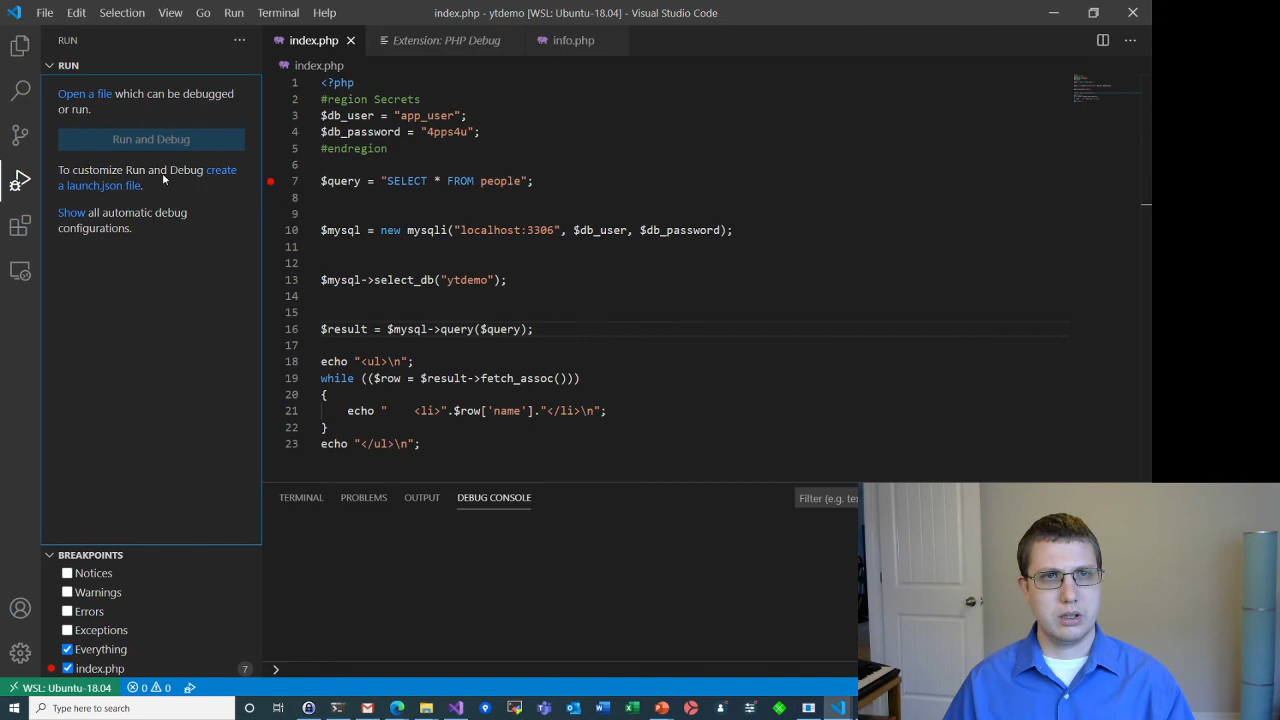 File Edit Selection View Go Run Terminal Help
index.php - ytdemo [WSL: Ubuntu-18.04] - Visual Studio Code
RUN
index.php Extension: PHP Debug info.php
RUN
Open a file which can be debugged
or run.
Run and Debug
To customize Run and Debug create
a launch.json file.
Show all automatic debug
configurations.
index.php
1 <?php
2 #region Secrets
3 $db_user = "app_user";
4 $db_password = "4pps4u";
5 #endregion
6
7 $query = "SELECT * FROM people";
8
9
10 $mysql = new mysqli("localhost:3306", $db_user, $db_password);
11
12
13 $mysql->select_db("ytdemo");
14
15
16 $result = $mysql->query($query);
17
18 echo "<ul>\n";
19 while (($row = $result->fetch_assoc()))
20 {
21 echo "    <li>".$row['name']."</li>\n";
22 }
23 echo "</ul>\n";
TERMINAL PROBLEMS OUTPUT DEBUG CONSOLE
Filter (e.g. te
>
BREAKPOINTS
Notices
Warnings
Errors
Exceptions
Everything
index.php 7
WSL: Ubuntu-18.04 0 0
Type here to search